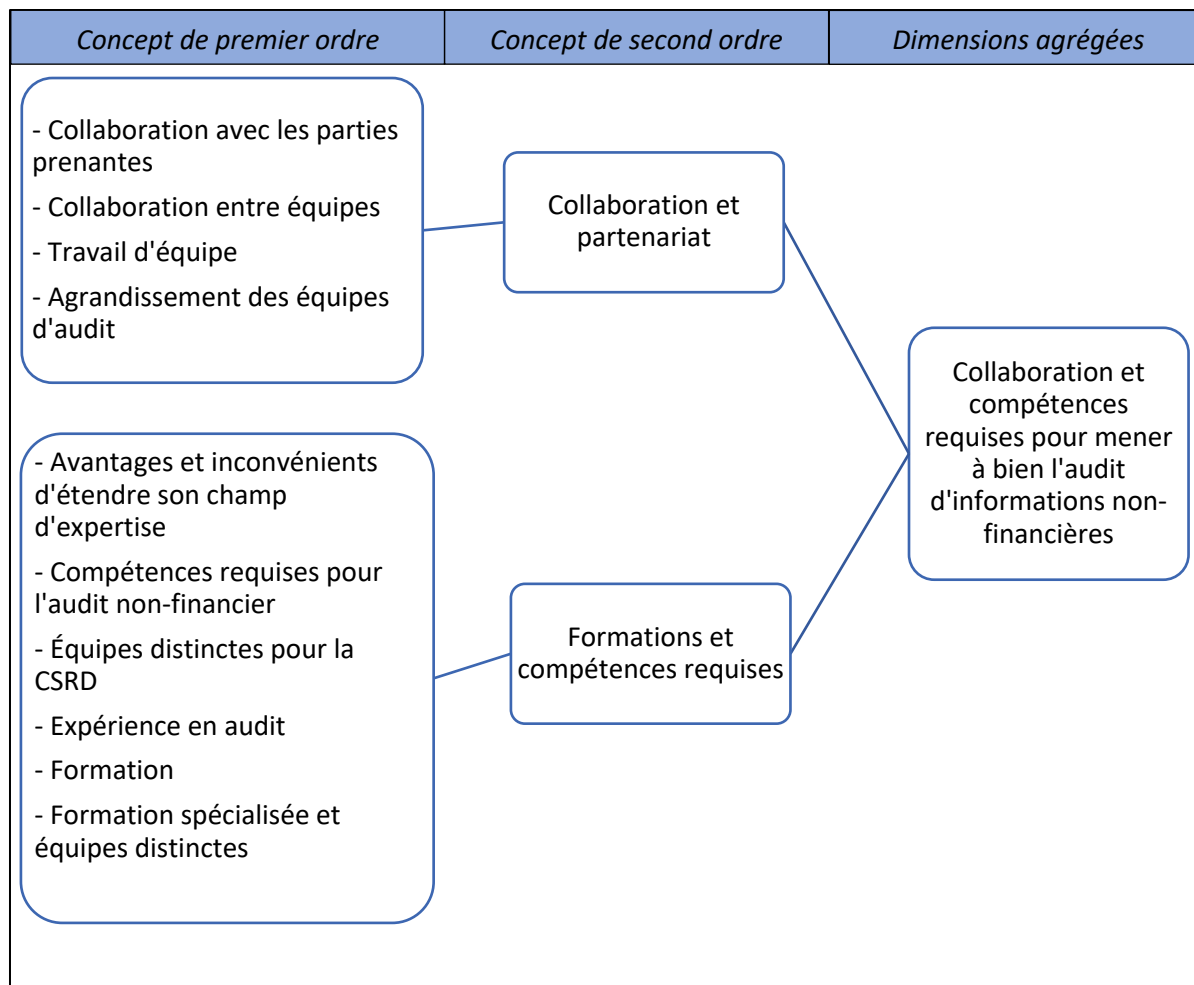 Concept de premier ordre
Concept de second ordre
Dimensions agrégées
- Collaboration avec les parties
prenantes
- Collaboration entre équipes
- Travail d'équipe
- Agrandissement des équipes
d'audit
Collaboration et
partenariat
- Avantages et inconvénients
d'étendre son champ
d'expertise
- Compétences requises pour
l'audit non-financier
- Équipes distinctes pour la
CSRD
- Expérience en audit
- Formation
- Formation spécialisée et
équipes distinctes
Formations et
compétences requises
Collaboration et
compétences
requises pour mener
à bien l'audit
d'informations non-
financières